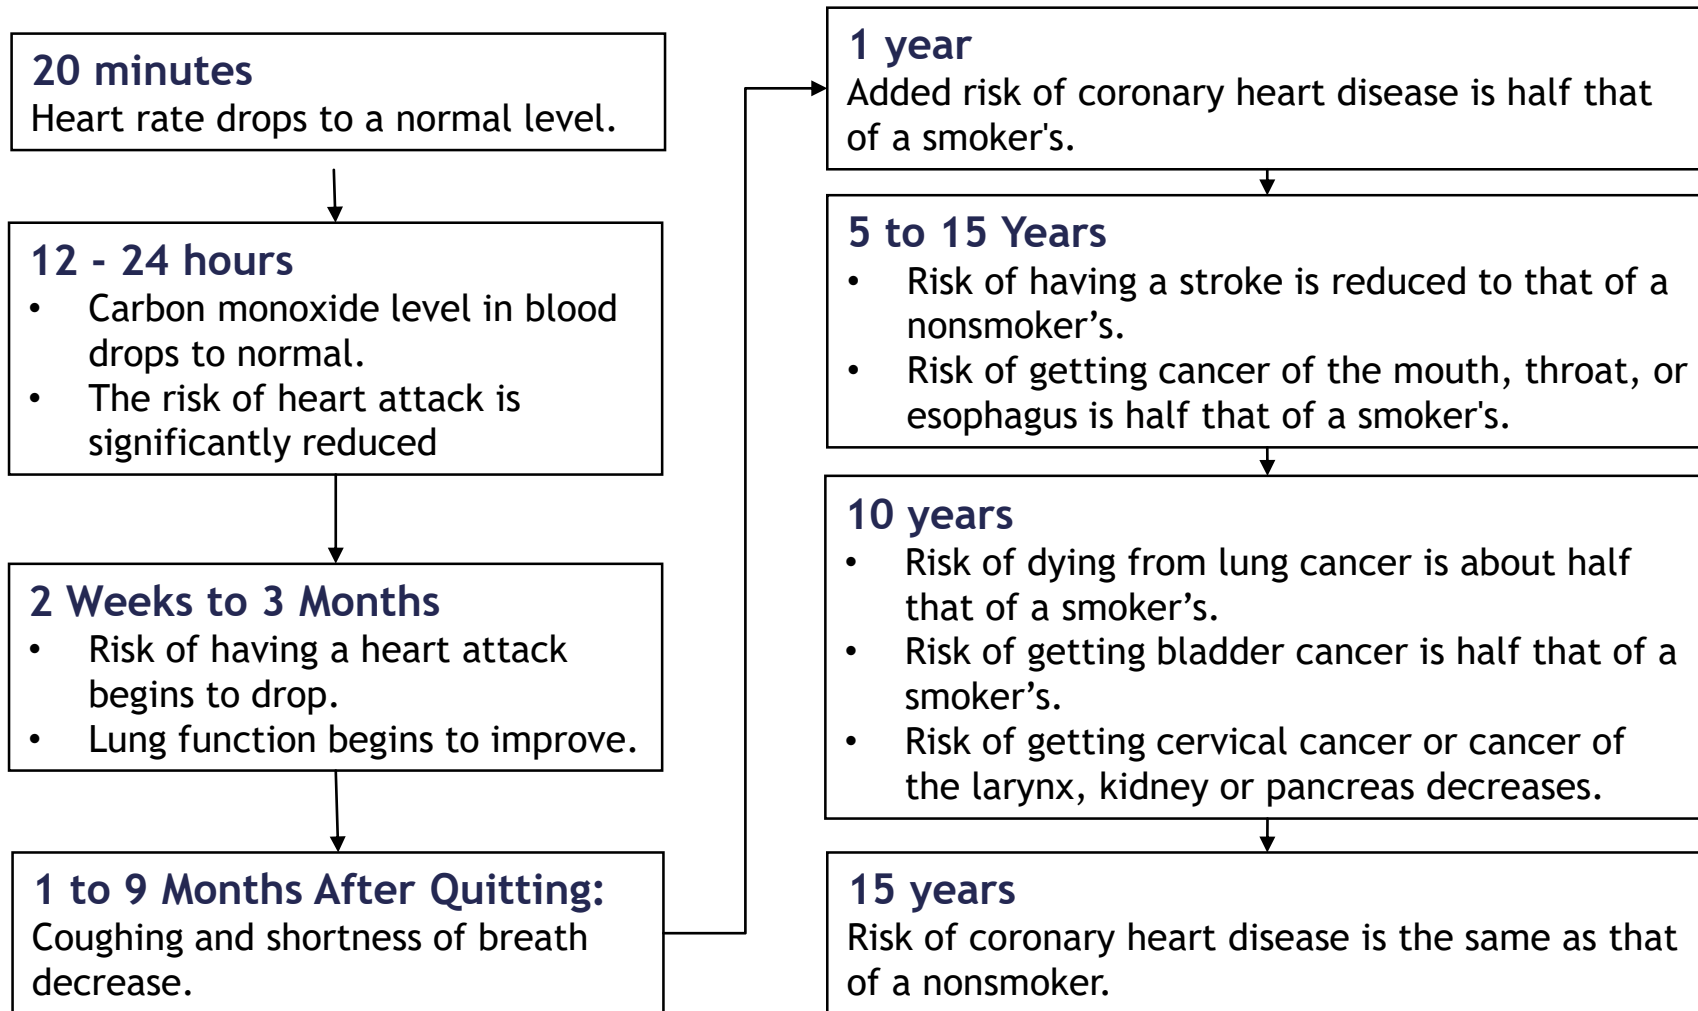 20 minutes
Heart rate drops to a normal level.
12 - 24 hours
• Carbon monoxide level in blood
drops to normal.
• The risk of heart attack is
significantly reduced
2 Weeks to 3 Months
• Risk of having a heart attack
begins to drop.
• Lung function begins to improve.
1 to 9 Months After Quitting:
Coughing and shortness of breath
decrease.
1 year
Added risk of coronary heart disease is half that
of a smoker's.
5 to 15 Years
• Risk of having a stroke is reduced to that of a
nonsmoker’s.
• Risk of getting cancer of the mouth, throat, or
esophagus is half that of a smoker's.
10 years
• Risk of dying from lung cancer is about half
that of a smoker’s.
• Risk of getting bladder cancer is half that of a
smoker’s.
• Risk of getting cervical cancer or cancer of
the larynx, kidney or pancreas decreases.
15 years
Risk of coronary heart disease is the same as that
of a nonsmoker.